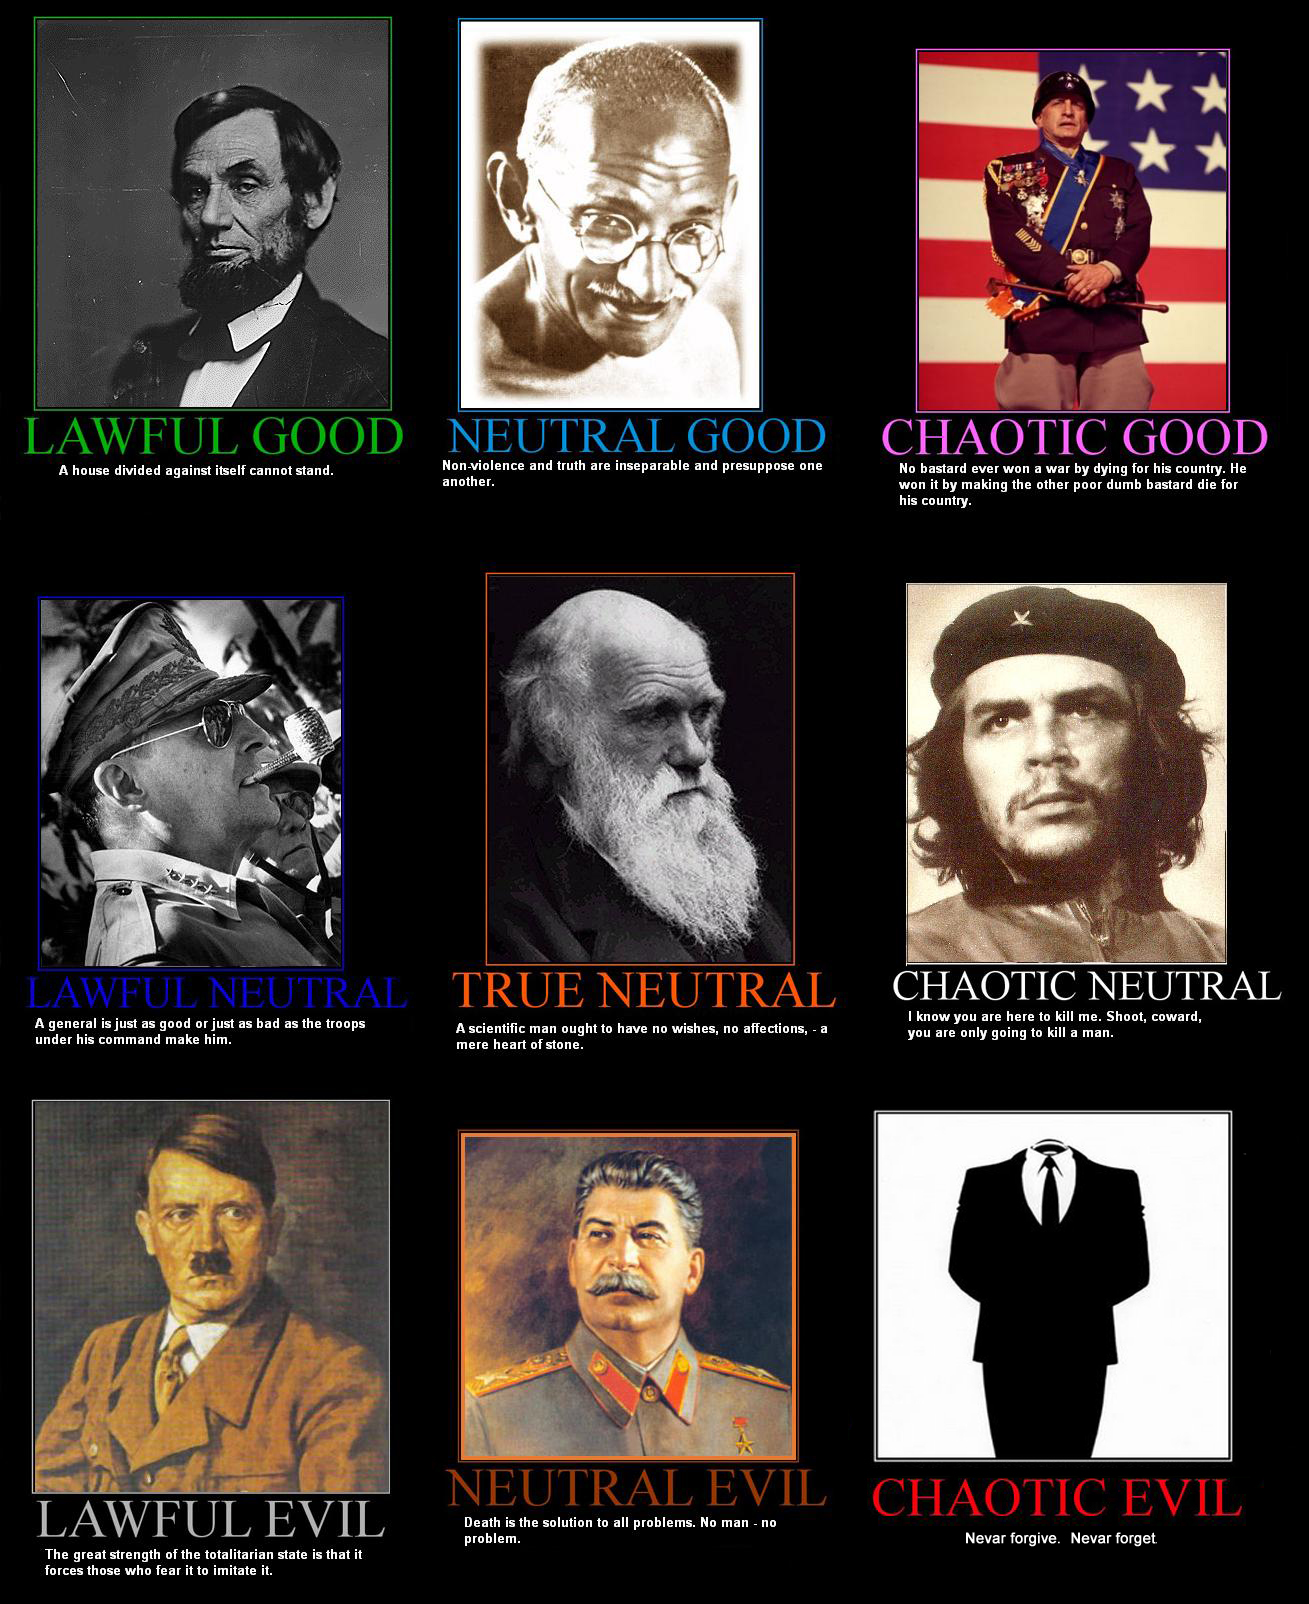 LAWFUL GOOD
A house divided against itself cannot stand.
NEUTRAL GOOD
Non-violence and truth are inseparable and presuppose one
another.
CHAOTIC GOOD
No bastard ever won a war by dying for his country. He
won it by making the other poor dumb bastard die for
his country.
LAWFUL NEUTRAL
A general is just as good or just as bad as the troops
under his command make him.
TRUE NEUTRAL
A scientific man ought to have no wishes, no affections, - a
mere heart of stone.
CHAOTIC NEUTRAL
I know you are here to kill me. Shoot, coward,
you are only going to kill a man.
LAWFUL EVIL
The great strength of the totalitarian state is that it
forces those who fear it to imitate it.
NEUTRAL EVIL
Death is the solution to all problems. No man - no
problem.
CHAOTIC EVIL
Nevar forgive. Nevar forget.